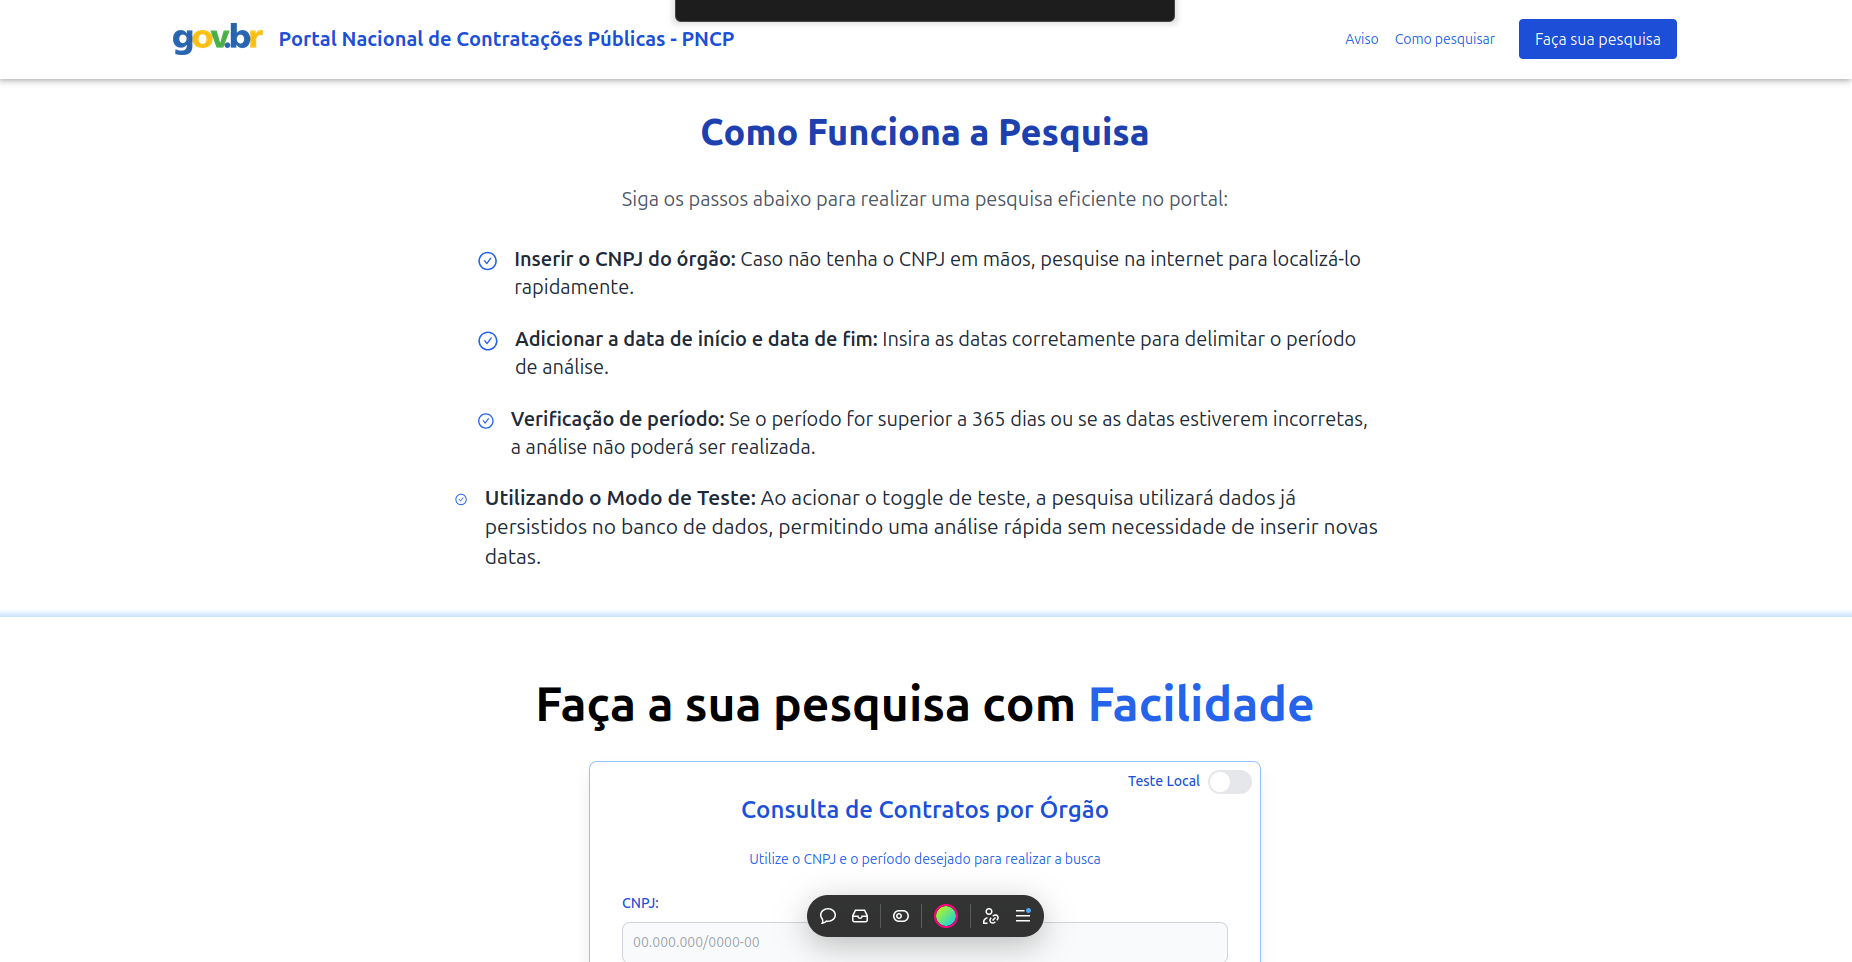 gov.br Portal Nacional de Contratações Públicas - PNCP Aviso Como pesquisar Faça sua pesquisa
Como Funciona a Pesquisa
Siga os passos abaixo para realizar uma pesquisa eficiente no portal:
Inserir o CNPJ do órgão: Caso não tenha o CNPJ em mãos, pesquise na internet para localizá-lo
rapidamente.
Adicionar a data de início e data de fim: Insira as datas corretamente para delimitar o período
de análise.
Verificação de período: Se o período for superior a 365 dias ou se as datas estiverem incorretas,
a análise não poderá ser realizada.
Utilizando o Modo de Teste: Ao acionar o toggle de teste, a pesquisa utilizará dados já
persistidos no banco de dados, permitindo uma análise rápida sem necessidade de inserir novas
datas.
Faça a sua pesquisa com Facilidade
Teste Local
Consulta de Contratos por Órgão
Utilize o CNPJ e o período desejado para realizar a busca
CNPJ:
00.000.000/0000-00